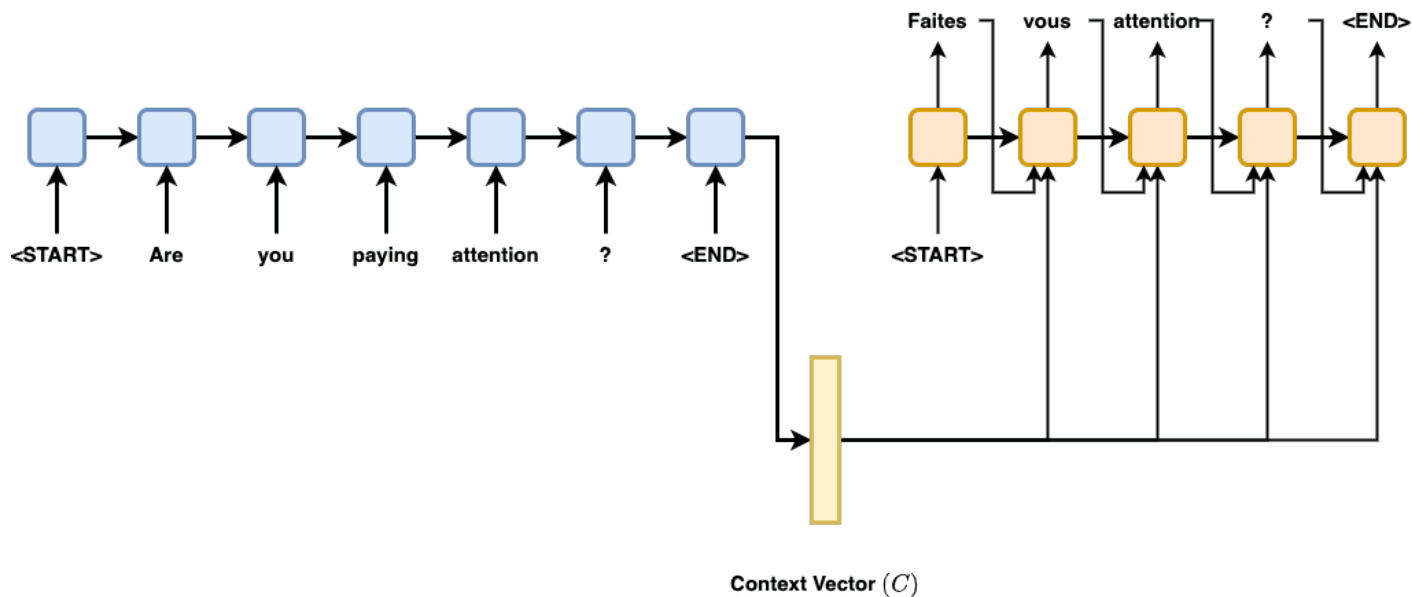 Faites vous attention ? <END>
<START> Are you paying attention ? <END> <START>
Context Vector (C)